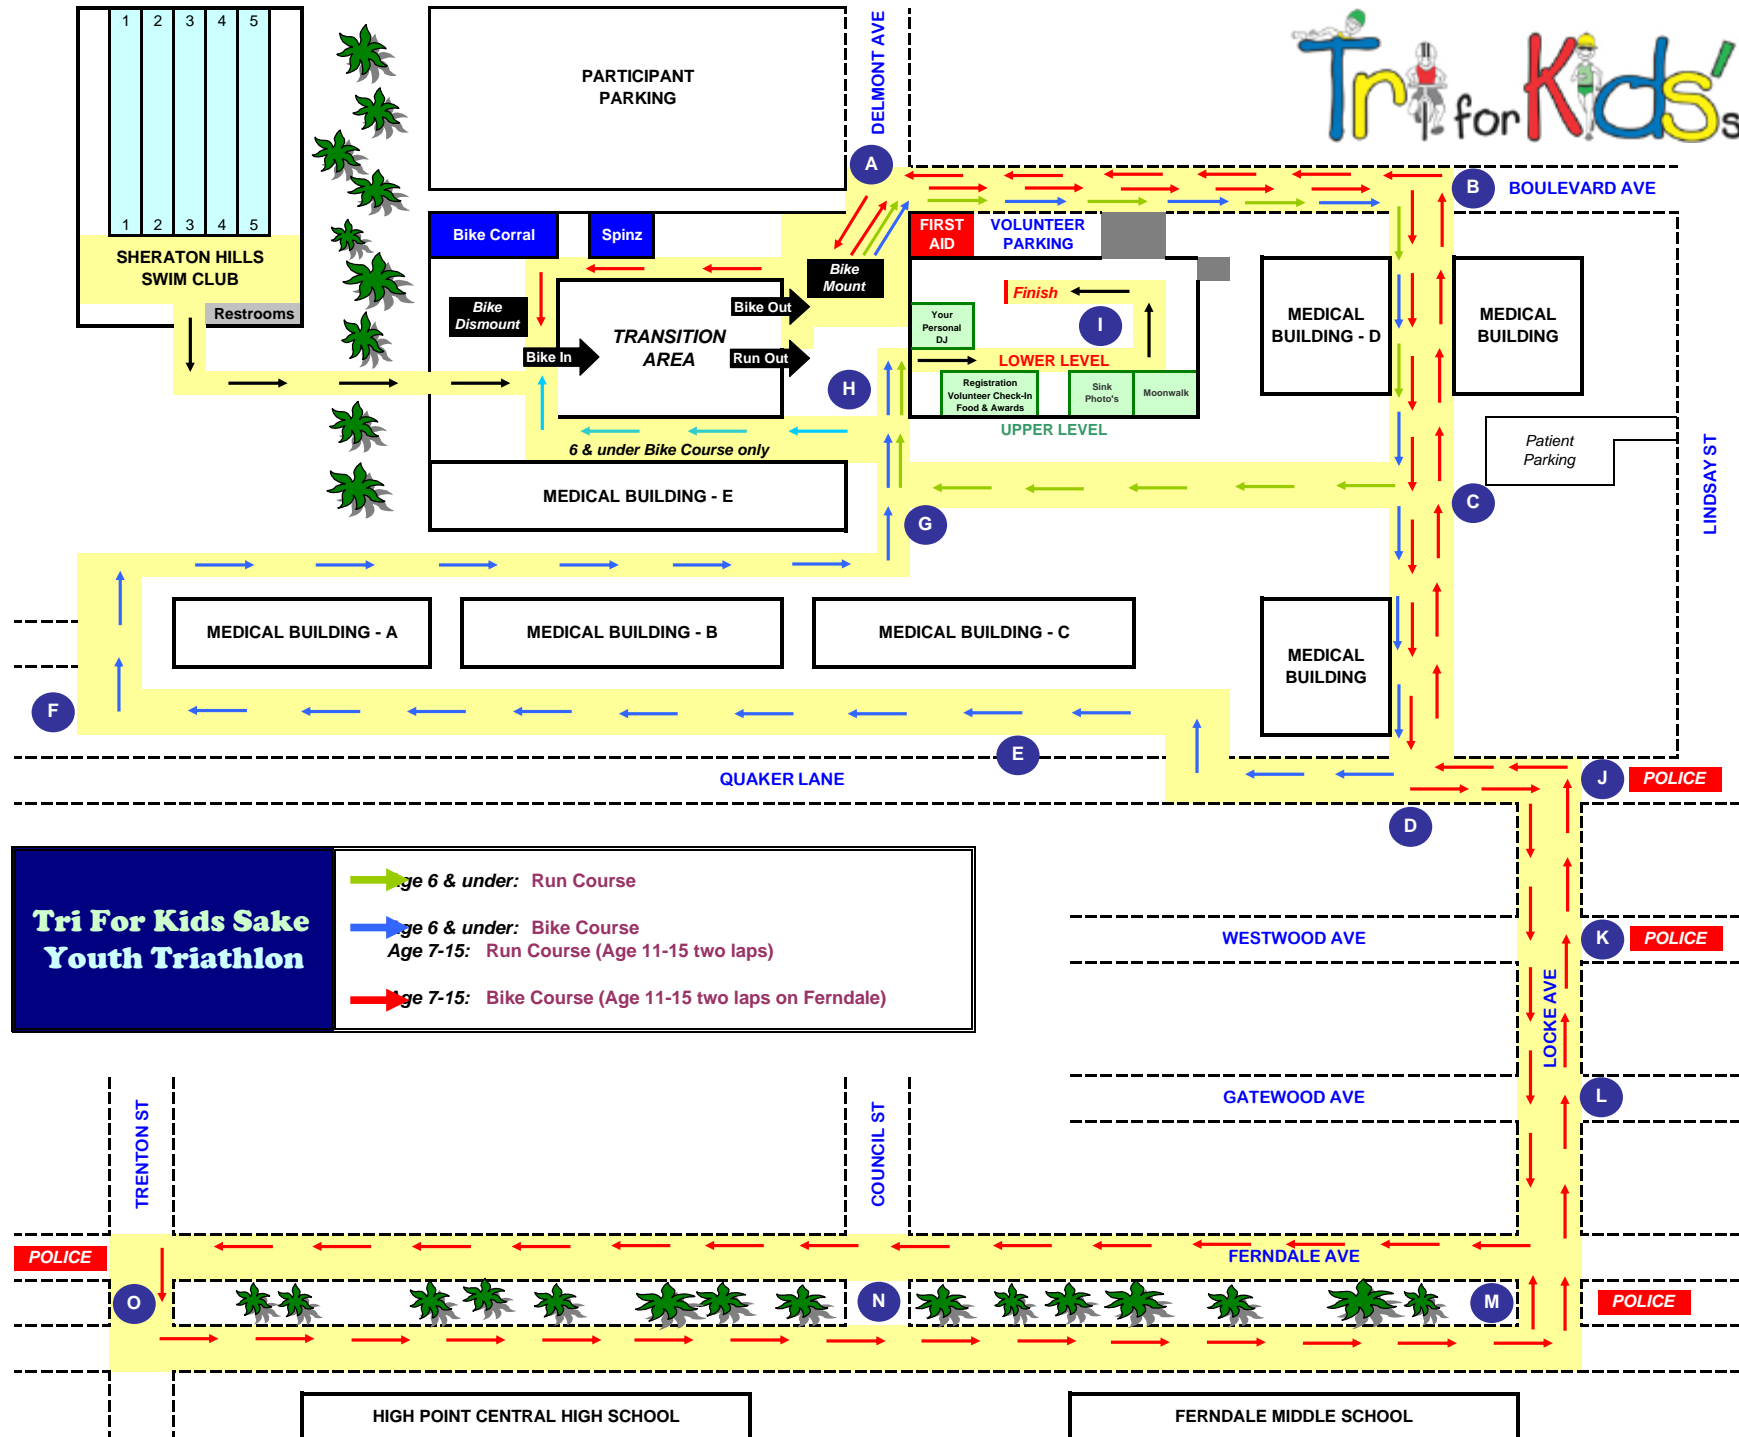 1 2 3 4 5
1 2 3 4 5
SHERATON HILLS
SWIM CLUB
Restrooms
PARTICIPANT
PARKING
DELMONT AVE
Tri for Kids's
A
B
BOULEVARD AVE
Bike Corral
Spinz
FIRST
AID
VOLUNTEER
PARKING
Bike
Mount
Bike
Dismount
Bike Out
TRANSITION
AREA
Bike In
Run Out
Finish
I
Your
Personal
DJ
LOWER LEVEL
H
Registration
Volunteer Check-In
Food & Awards
Sink
Photo's
Moonwalk
UPPER LEVEL
6 & under Bike Course only
MEDICAL
BUILDING - D
MEDICAL
BUILDING
Patient
Parking
LINDSAY ST
MEDICAL BUILDING - E
G
C
MEDICAL BUILDING - A
MEDICAL BUILDING - B
MEDICAL BUILDING - C
MEDICAL
BUILDING
F
E
QUAKER LANE
J
POLICE
D
Tri For Kids Sake
Youth Triathlon
Age 6 & under: Run Course
Age 6 & under: Bike Course
Age 7-15: Run Course (Age 11-15 two laps)
Age 7-15: Bike Course (Age 11-15 two laps on Ferndale)
WESTWOOD AVE
K
POLICE
LOCKE AVE
GATEWOOD AVE
L
TRENTON ST
COUNCIL ST
POLICE
FERNDALE AVE
O
N
M
POLICE
HIGH POINT CENTRAL HIGH SCHOOL
FERNDALE MIDDLE SCHOOL